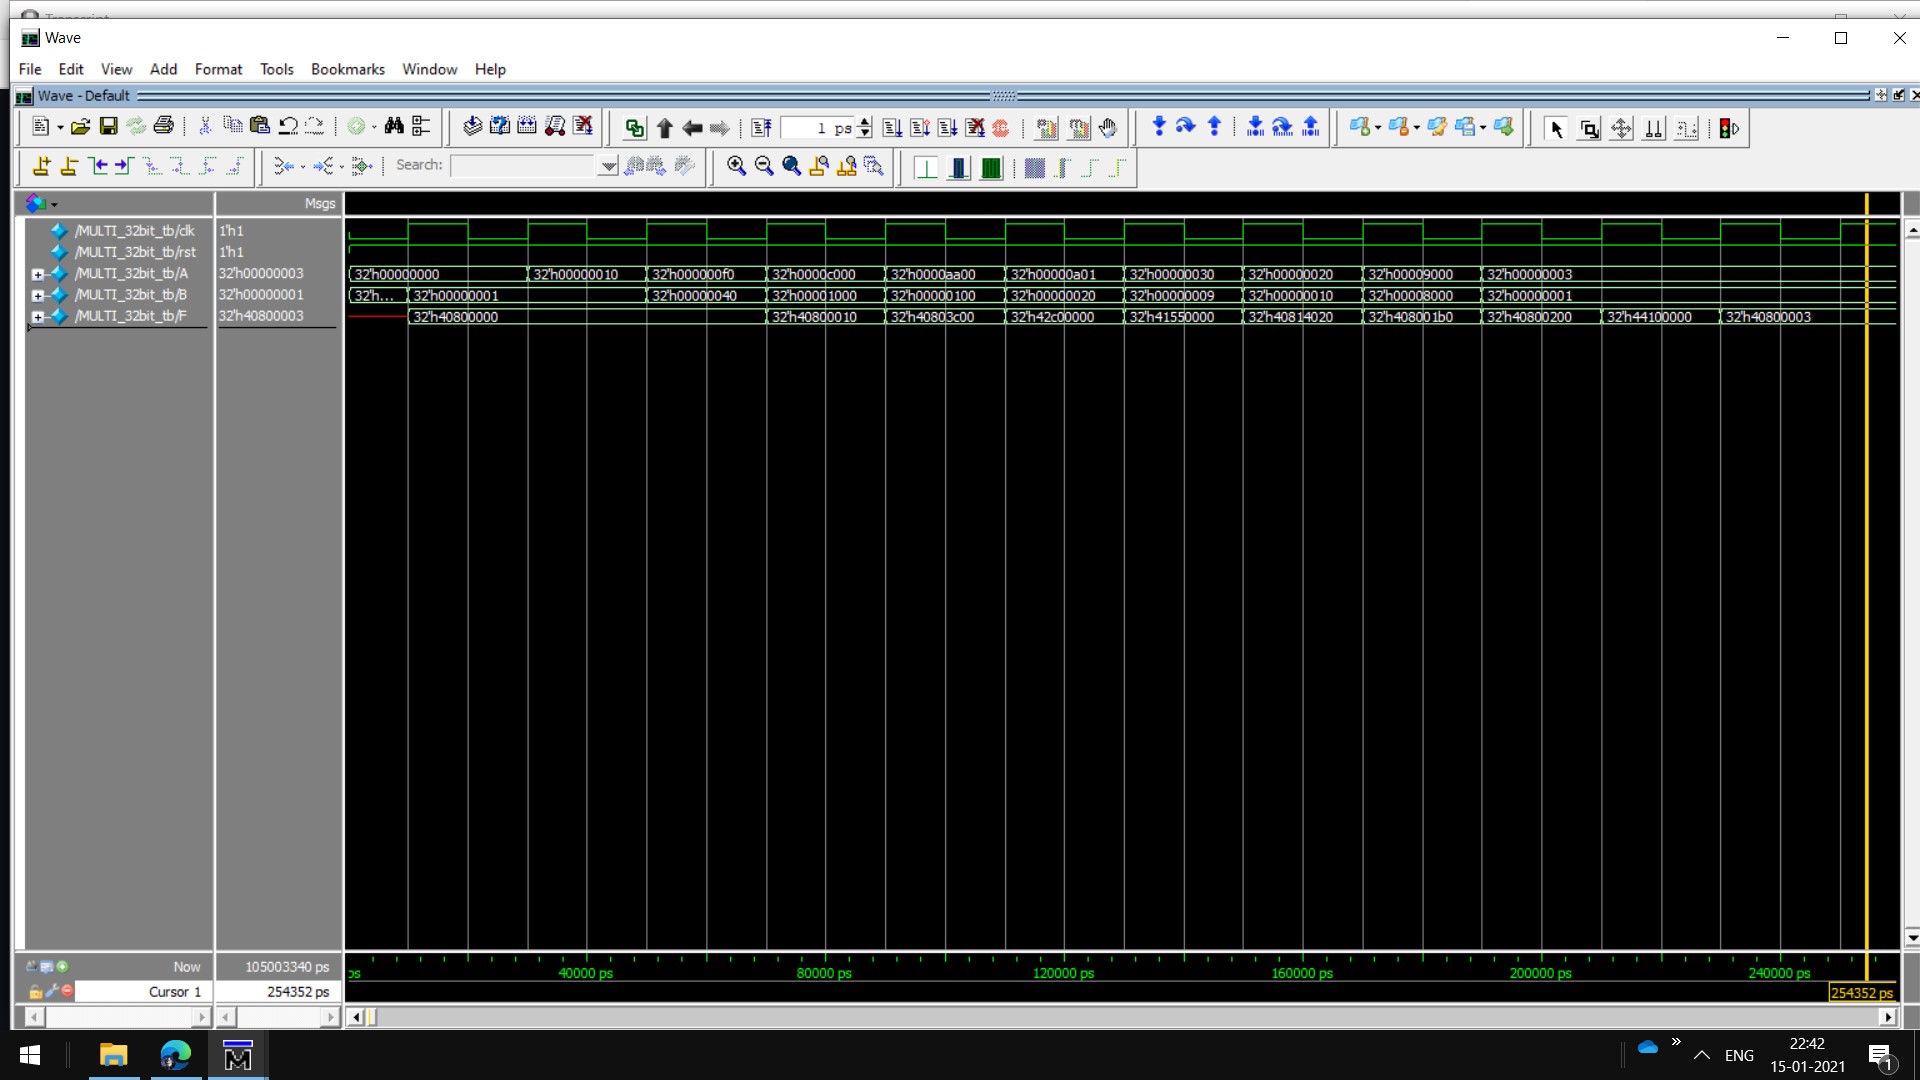 Transcript
Wave
File Edit View Add Format Tools Bookmarks Window Help
Wave - Default
1 ps
Search:
Msgs
/MULTI_32bit_tb/clk 1'h1
/MULTI_32bit_tb/rst 1'h1
/MULTI_32bit_tb/A 32'h00000003 32'h00000000 32'h00000010 32'h000000f0 32'h0000c000 32'h0000aa00 32'h00000a01 32'h00000030 32'h00000020 32'h00009000 32'h00000003
/MULTI_32bit_tb/B 32'h00000001 32'h... 32'h00000001 32'h00000040 32'h00001000 32'h00000100 32'h00000020 32'h00000009 32'h00000010 32'h00008000 32'h00000001
/MULTI_32bit_tb/F 32'h40800003 32'h40800000 32'h40800010 32'h40803c00 32'h42c00000 32'h41550000 32'h40814020 32'h408001b0 32'h40800200 32'h44100000 32'h40800003
Now 105003340 ps ps 40000 ps 80000 ps 120000 ps 160000 ps 200000 ps 240000 ps
Cursor 1 254352 ps 254352 ps
22:42
ENG
15-01-2021
1